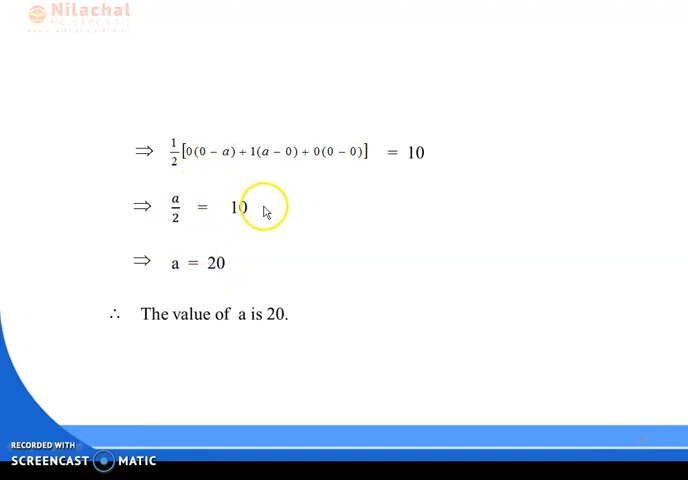 Nilachal
Polytechnic
⇒ 1/2 [0(0 − a) + 1(a − 0) + 0(0 − 0)] = 10
⇒ a/2 = 10
⇒ a = 20
∴ The value of a is 20.
RECORDED WITH
SCREENCAST MATIC